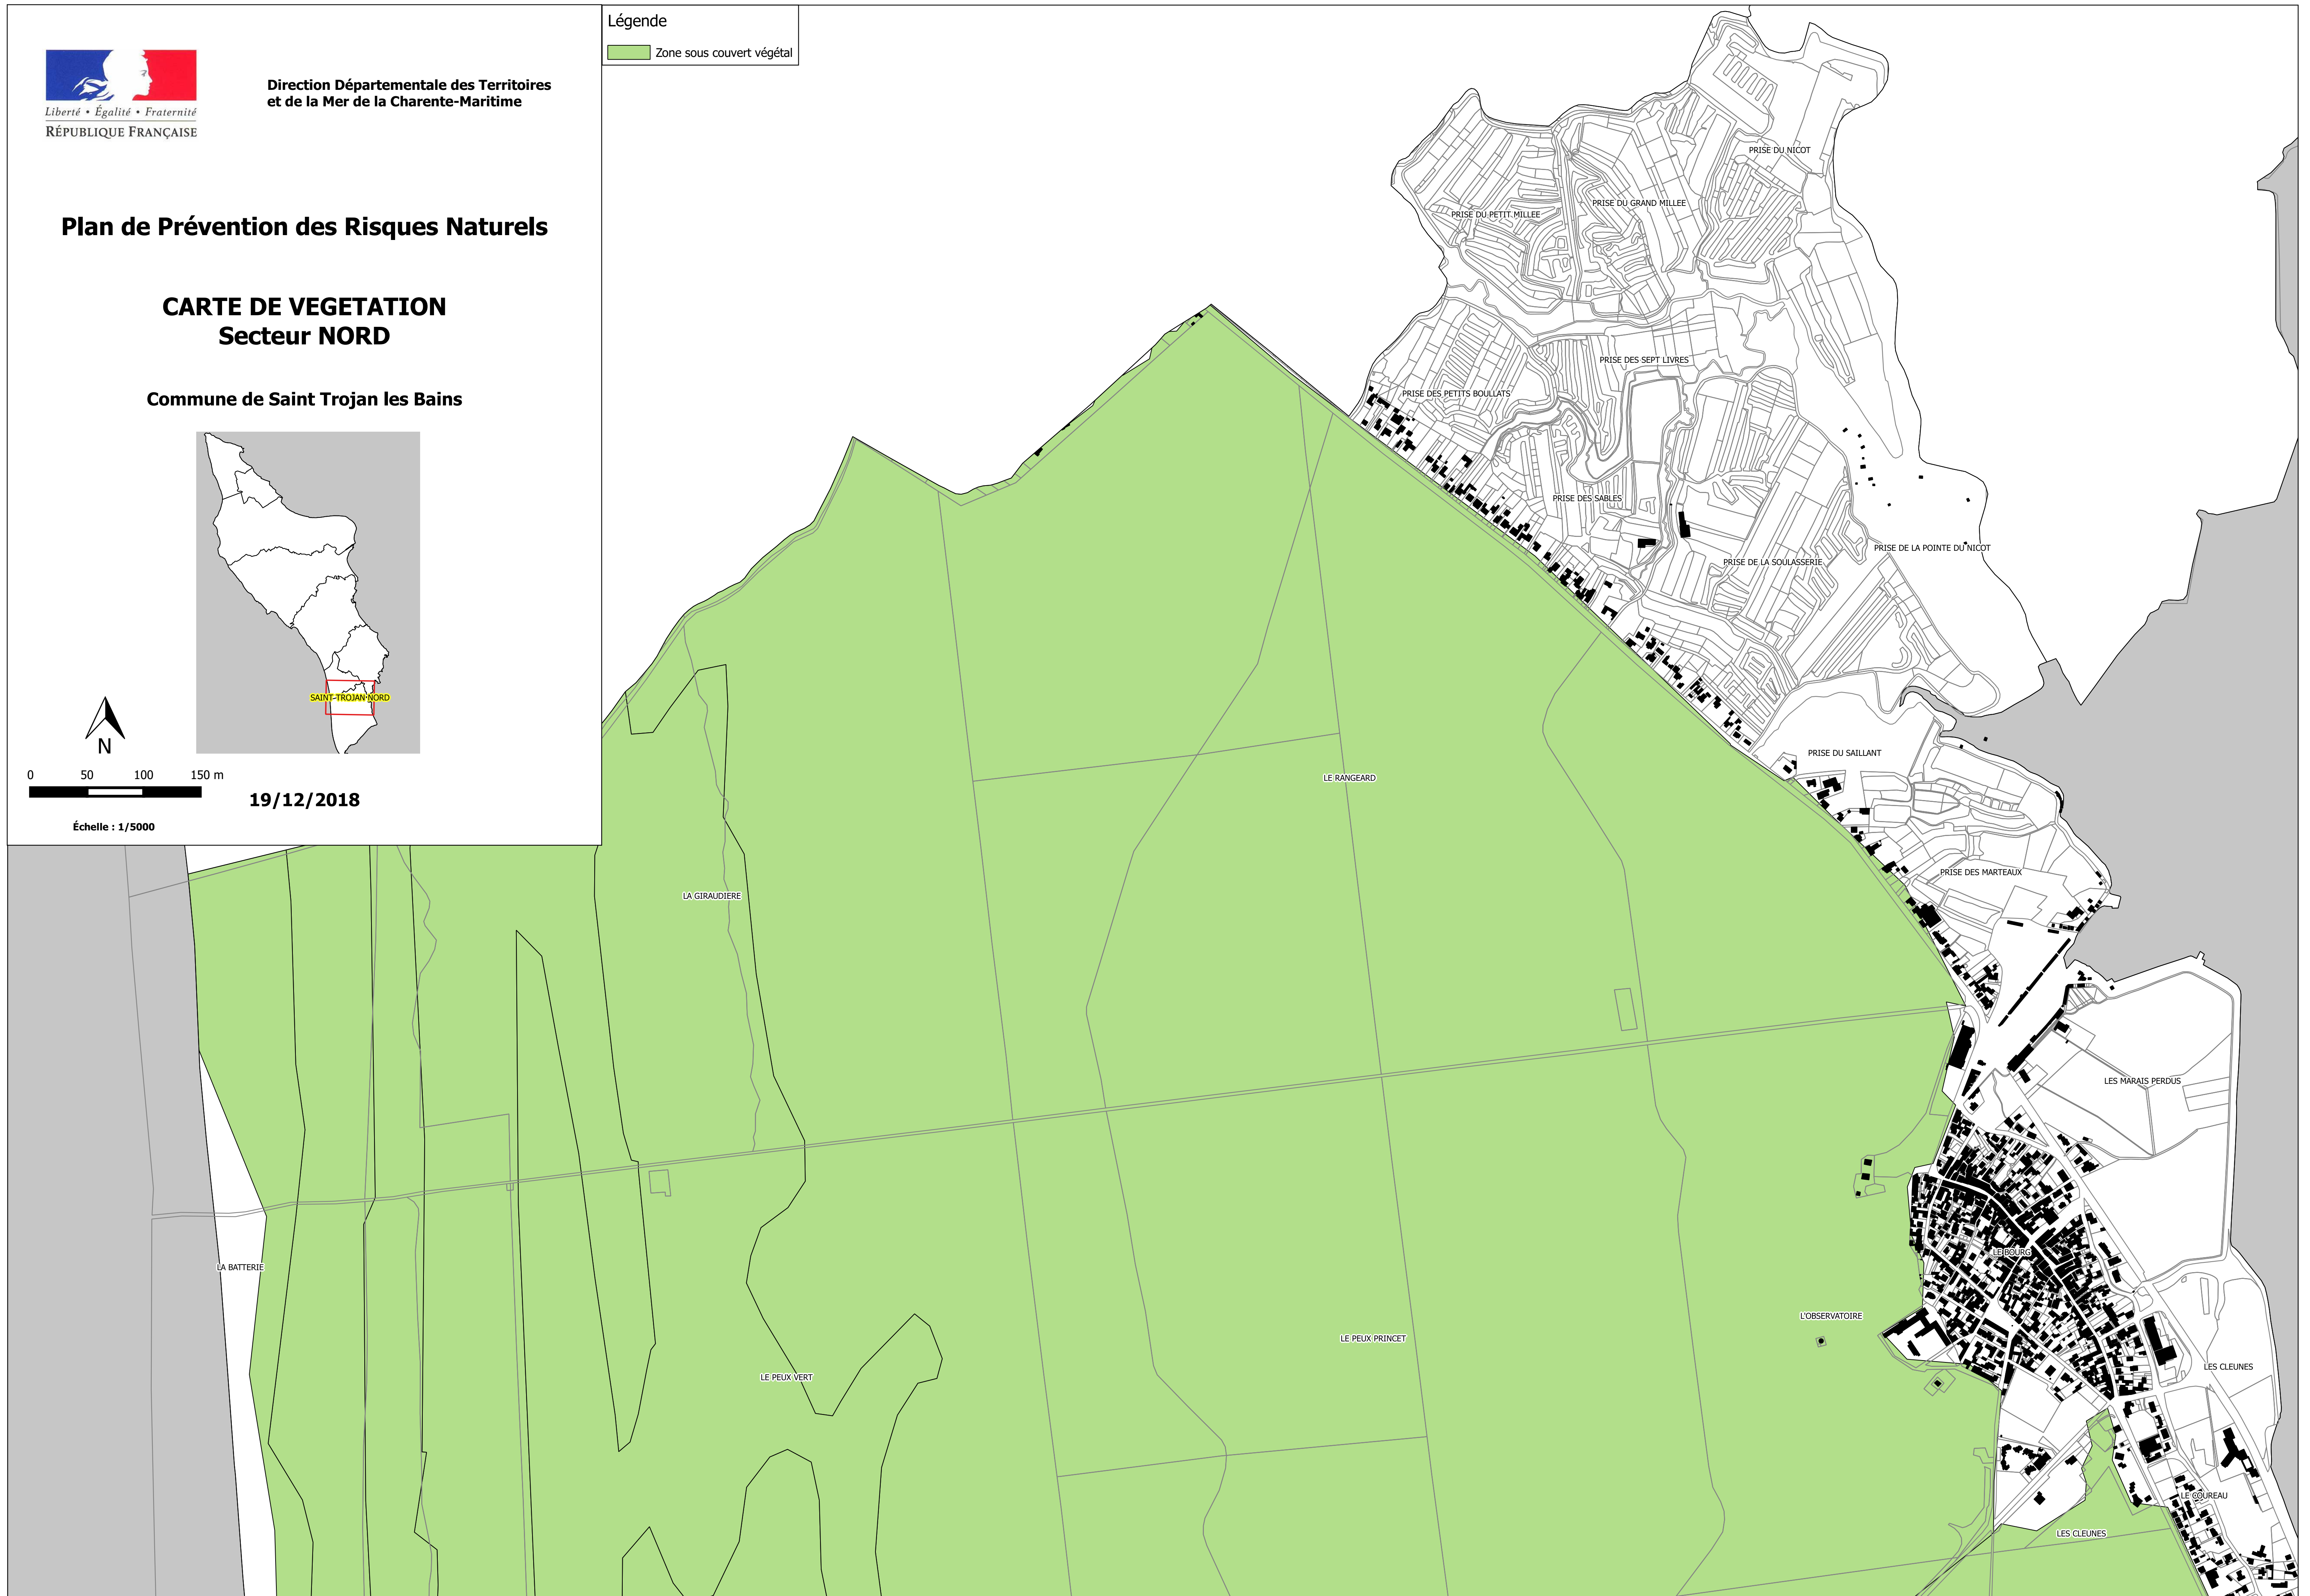 Légende
Zone sous couvert végétal
Liberté • Égalité • Fraternité
RÉPUBLIQUE FRANÇAISE
Direction Départementale des Territoires
et de la Mer de la Charente-Maritime
Plan de Prévention des Risques Naturels
CARTE DE VEGETATION
Secteur NORD
Commune de Saint Trojan les Bains
SAINT-TROJAN-NORD
N
0 50 100 150 m
19/12/2018
Échelle : 1/5000
PRISE DU NICOT
PRISE DU GRAND MILLEE
PRISE DU PETIT MILLEE
PRISE DES SEPT LIVRES
PRISE DES PETITS BOULLATS
PRISE DES SABLES
PRISE DE LA POINTE DU NICOT
PRISE DE LA SOULASSERIE
PRISE DU SAILLANT
LE RANGEARD
PRISE DES MARTEAUX
LA GIRAUDIERE
LES MARAIS PERDUS
LE BOURG
LA BATTERIE
L'OBSERVATOIRE
LE PEUX PRINCET
LES CLEUNES
LE PEUX VERT
LE COUREAU
LES CLEUNES